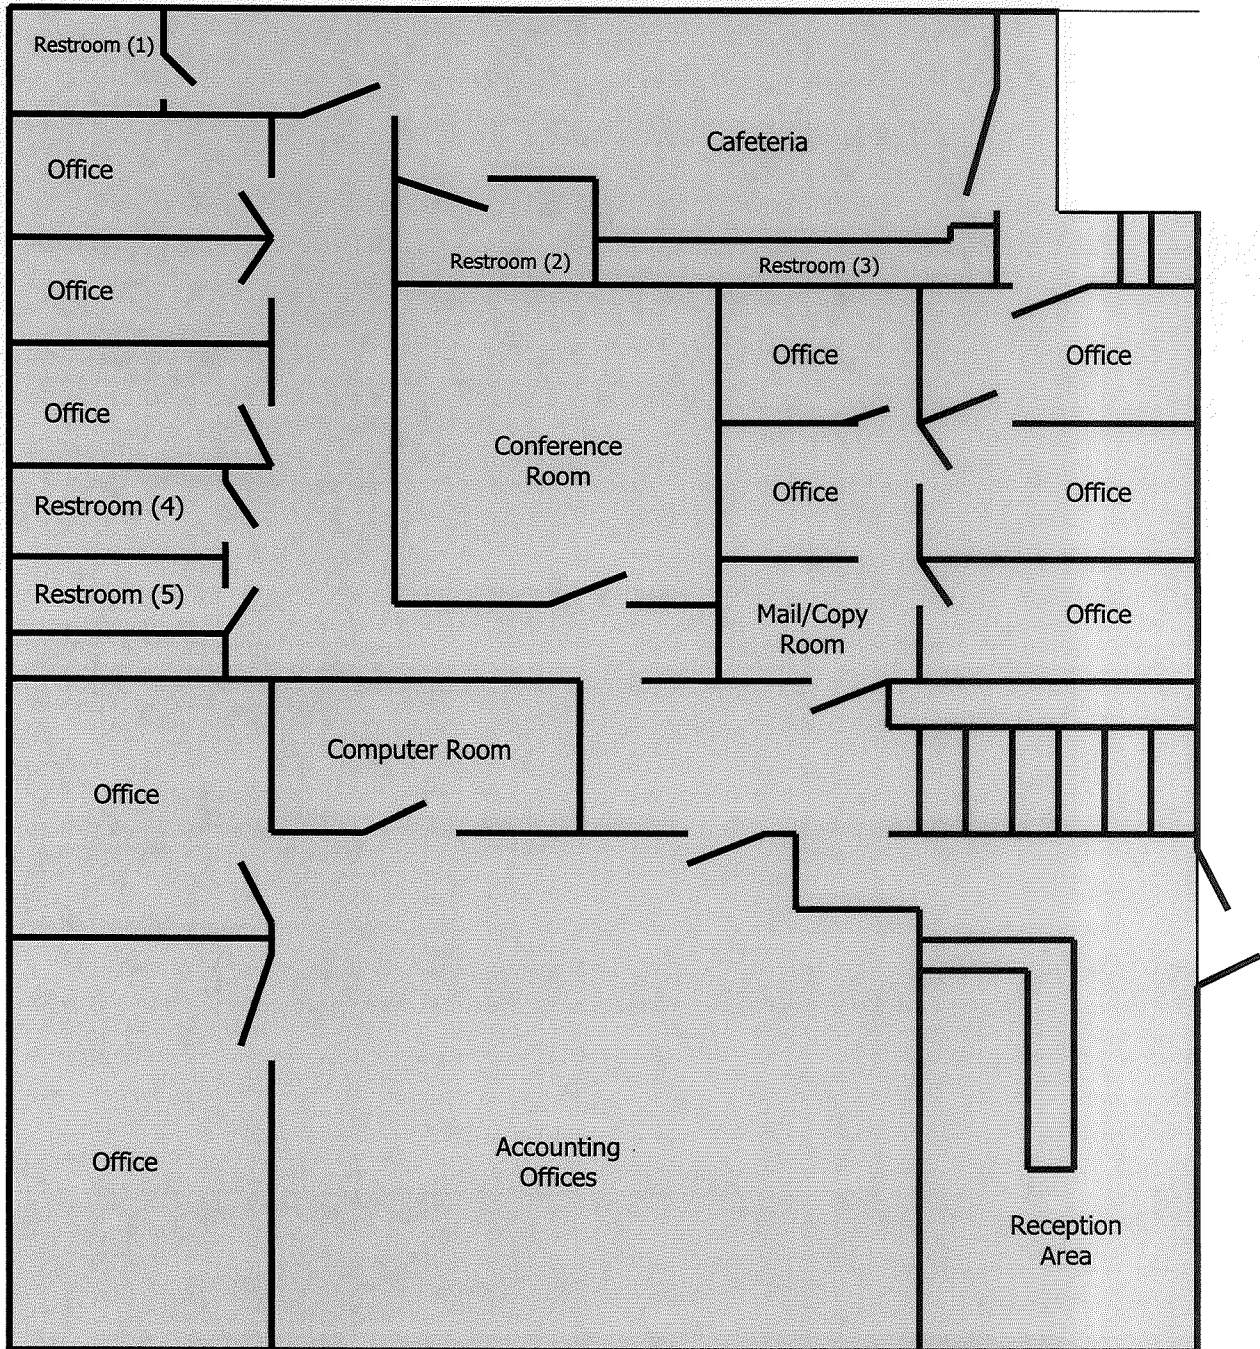 Restroom (1)
Cafeteria
Office
Restroom (2)
Restroom (3)
Office
Office
Office
Office
Conference
Room
Office
Office
Restroom (4)
Restroom (5)
Mail/Copy
Room
Office
Computer Room
Office
Accounting
Offices
Office
Reception
Area